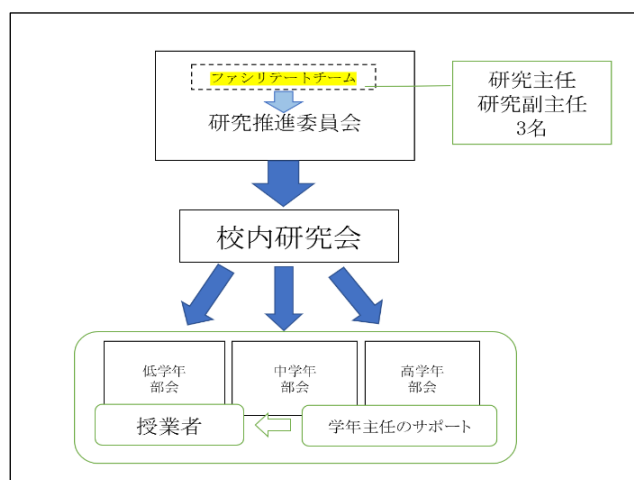 ファシリテートチーム
研究推進委員会
研究主任
研究副主任
3名
校内研究会
低学年
部会
中学年
部会
高学年
部会
授業者
学年主任のサポート